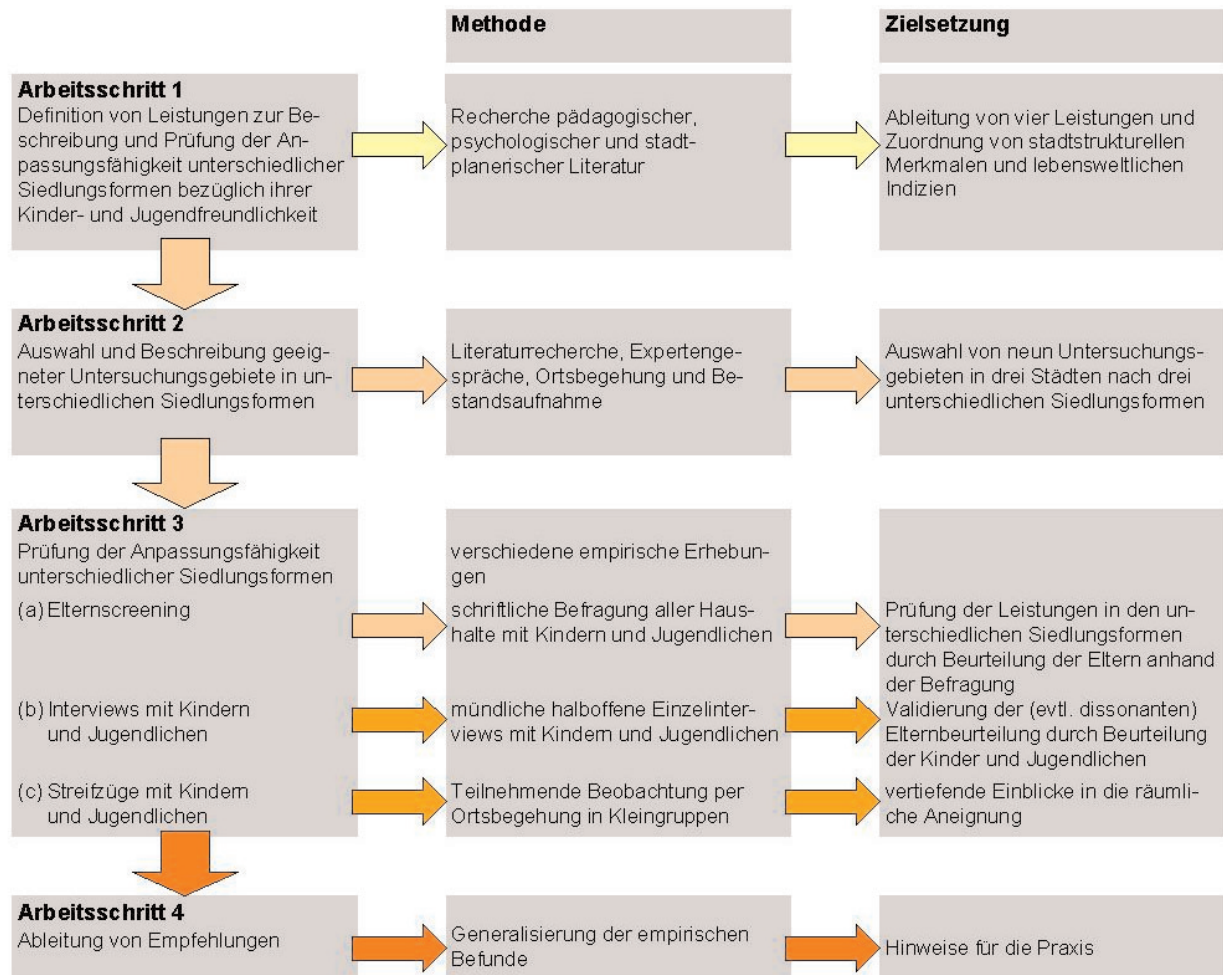 Methode
Zielsetzung
Arbeitsschritt 1
Definition von Leistungen zur Be-
schreibung und Prüfung der An-
passungsfähigkeit unterschiedlicher
Siedlungsformen bezüglich ihrer
Kinder- und Jugendfreundlichkeit
Recherche pädagogischer,
psychologischer und stadt-
planerischer Literatur
Ableitung von vier Leistungen und
Zuordnung von stadtstrukturellen
Merkmalen und lebensweltlichen
Indizien
Arbeitsschritt 2
Auswahl und Beschreibung geeig-
neter Untersuchungsgebiete in un-
terschiedlichen Siedlungsformen
Literaturrecherche, Expertenge-
spräche, Ortsbegehung und Be-
standsaufnahme
Auswahl von neun Untersuchungs-
gebieten in drei Städten nach drei
unterschiedlichen Siedlungsformen
Arbeitsschritt 3
Prüfung der Anpassungsfähigkeit
unterschiedlicher Siedlungsformen
verschiedene empirische Erhebun-
gen
(a) Elternscreening
schriftliche Befragung aller Haus-
halte mit Kindern und Jugendlichen
Prüfung der Leistungen in den un-
terschiedlichen Siedlungsformen
durch Beurteilung der Eltern anhand
der Befragung
(b) Interviews mit Kindern
und Jugendlichen
mündliche halboffene Einzelinter-
views mit Kindern und Jugendlichen
Validierung der (evtl. dissonanten)
Elternbeurteilung durch Beurteilung
der Kinder und Jugendlichen
(c) Streifzüge mit Kindern
und Jugendlichen
Teilnehmende Beobachtung per
Ortsbegehung in Kleingruppen
vertiefende Einblicke in die räumli-
che Aneignung
Arbeitsschritt 4
Ableitung von Empfehlungen
Generalisierung der empirischen
Befunde
Hinweise für die Praxis